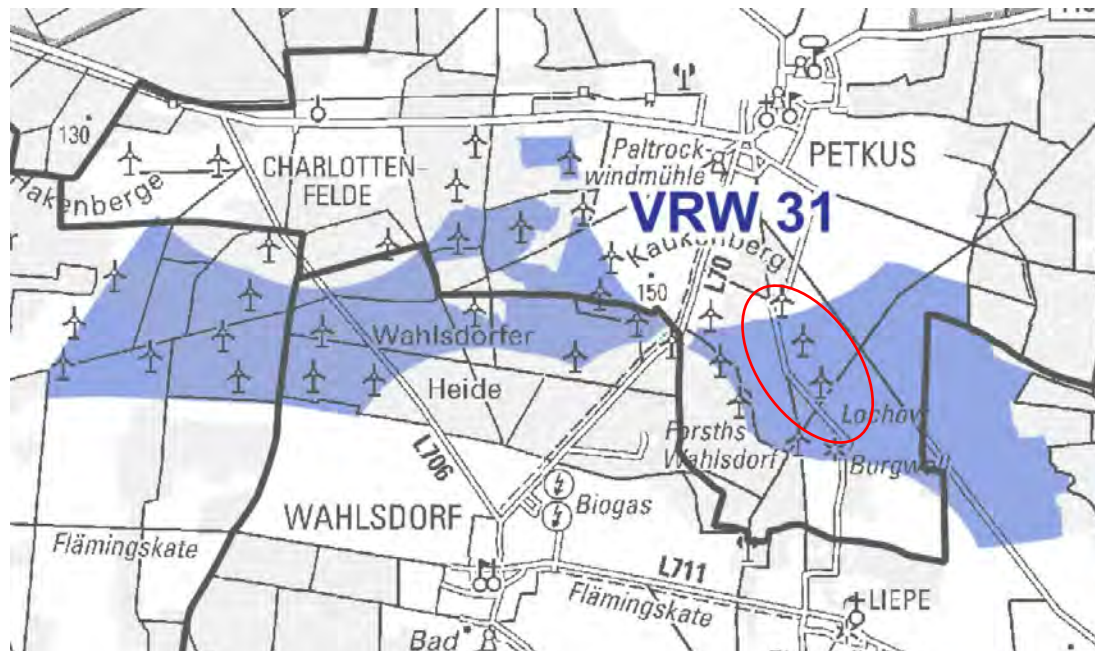 130
Hakenberge
CHARLOTTEN-
FELDE
Paltrock-
windmühle
PETKUS
VRW 31
Kaukenberg
L70
150
Wahlsdorfer
Heide
L706
Lochow
Forsths
Wahlsdorf
Burgwall
WAHLSDORF
Biogas
Flämingskate
L711
Flämingskate
LIEPE
Bad